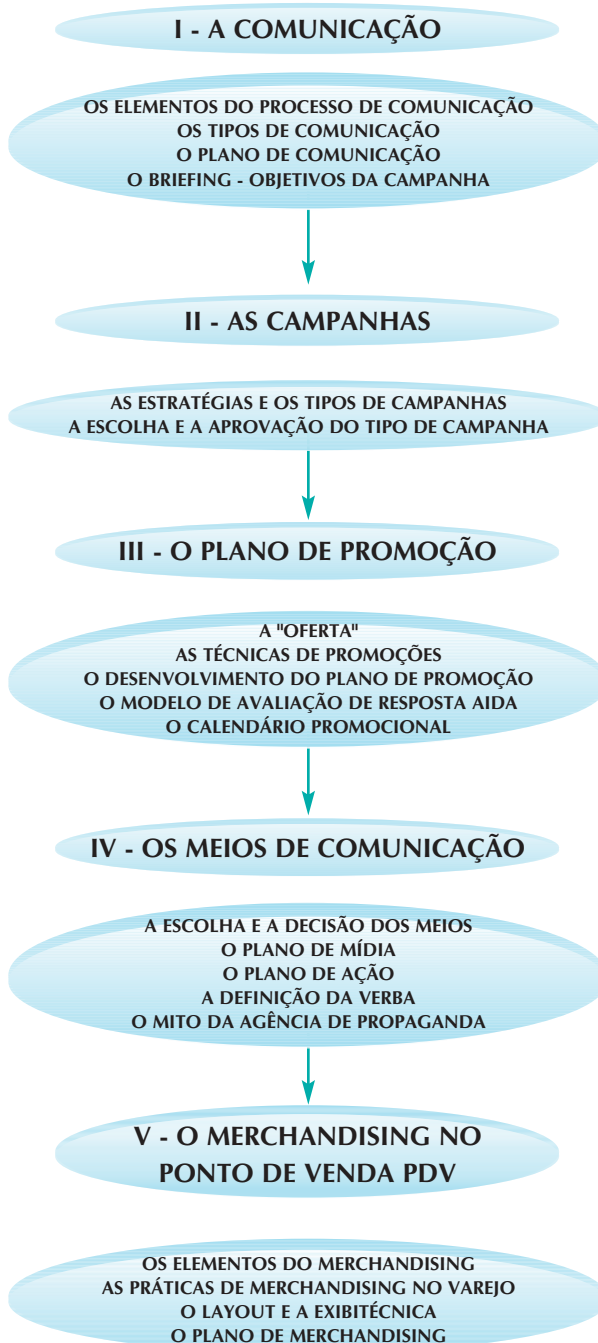 I - A COMUNICAÇÃO
OS ELEMENTOS DO PROCESSO DE COMUNICAÇÃO
OS TIPOS DE COMUNICAÇÃO
O PLANO DE COMUNICAÇÃO
O BRIEFING - OBJETIVOS DA CAMPANHA
II - AS CAMPANHAS
AS ESTRATÉGIAS E OS TIPOS DE CAMPANHAS
A ESCOLHA E A APROVAÇÃO DO TIPO DE CAMPANHA
III - O PLANO DE PROMOÇÃO
A "OFERTA"
AS TÉCNICAS DE PROMOÇÕES
O DESENVOLVIMENTO DO PLANO DE PROMOÇÃO
O MODELO DE AVALIAÇÃO DE RESPOSTA AIDA
O CALENDÁRIO PROMOCIONAL
IV - OS MEIOS DE COMUNICAÇÃO
A ESCOLHA E A DECISÃO DOS MEIOS
O PLANO DE MÍDIA
O PLANO DE AÇÃO
A DEFINIÇÃO DA VERBA
O MITO DA AGÊNCIA DE PROPAGANDA
V - O MERCHANDISING NO
PONTO DE VENDA PDV
OS ELEMENTOS DO MERCHANDISING
AS PRÁTICAS DE MERCHANDISING NO VAREJO
O LAYOUT E A EXIBITÉCNICA
O PLANO DE MERCHANDISING